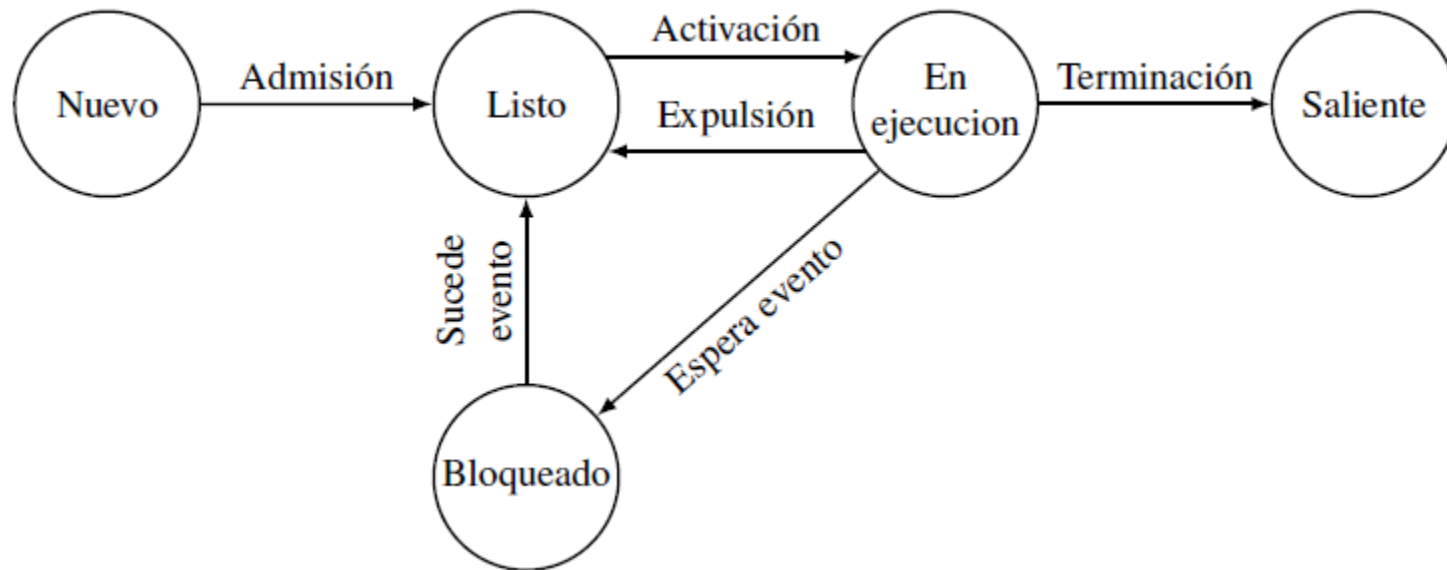 Nuevo
Admisión
Listo
Activación
Expulsión
En
ejecucion
Terminación
Saliente
Sucede
evento
Espera evento
Bloqueado